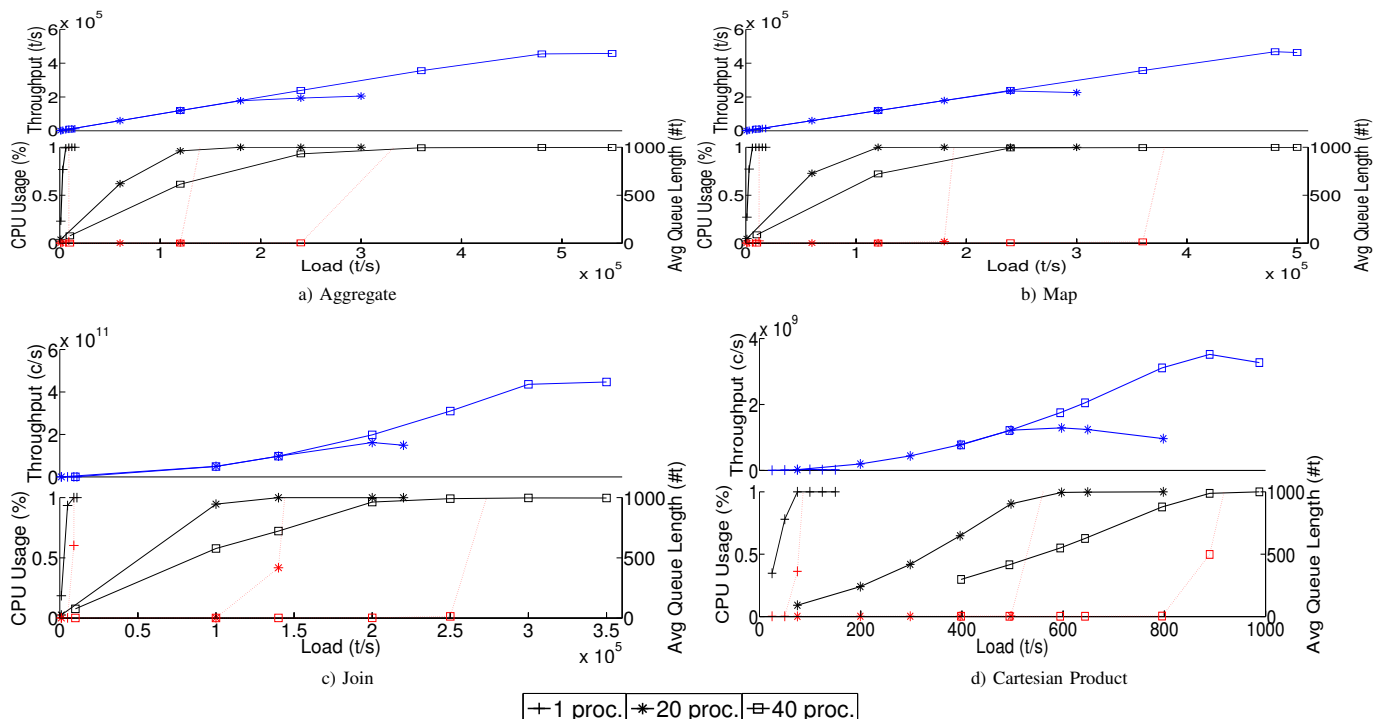 x 10^5
Throughput (t/s)
6
4
2
0
CPU Usage (%)
1
0.5
0
1000
500
0
Avg Queue Length (#t)
0 1 2 3 4 5
Load (t/s)
x 10^5
a) Aggregate
x 10^5
Throughput (t/s)
6
4
2
0
CPU Usage (%)
1
0.5
0
1000
500
0
Avg Queue Length (#t)
0 1 2 3 4 5
Load (t/s)
x 10^5
b) Map
x 10^11
Throughput (c/s)
6
4
2
0
CPU Usage (%)
1
0.5
0
1000
500
0
Avg Queue Length (#t)
0 0.5 1 1.5 2 2.5 3 3.5
Load (t/s)
x 10^5
c) Join
x 10^9
Throughput (c/s)
4
2
0
CPU Usage (%)
1
0.5
0
1000
500
0
Avg Queue Length (#t)
0 200 400 600 800 1000
Load (t/s)
d) Cartesian Product
1 proc. 20 proc. 40 proc.